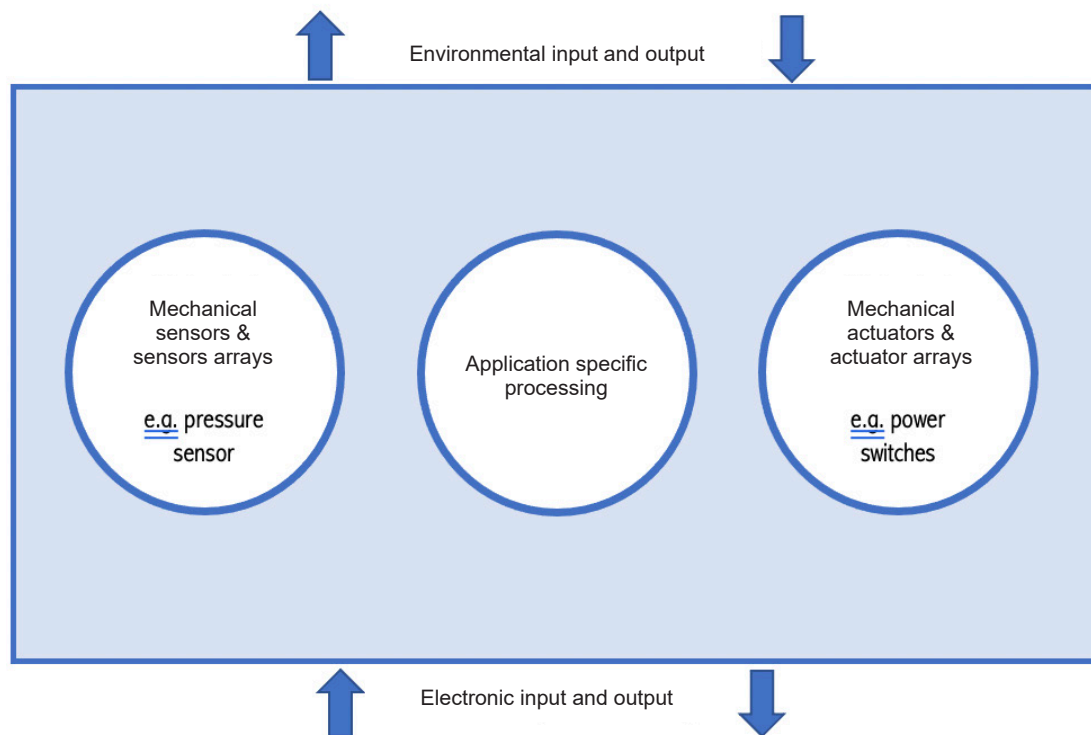 Environmental input and output
Mechanical
sensors &
sensors arrays
e.g. pressure
sensor
Application specific
processing
Mechanical
actuators &
actuator arrays
e.g. power
switches
Electronic input and output